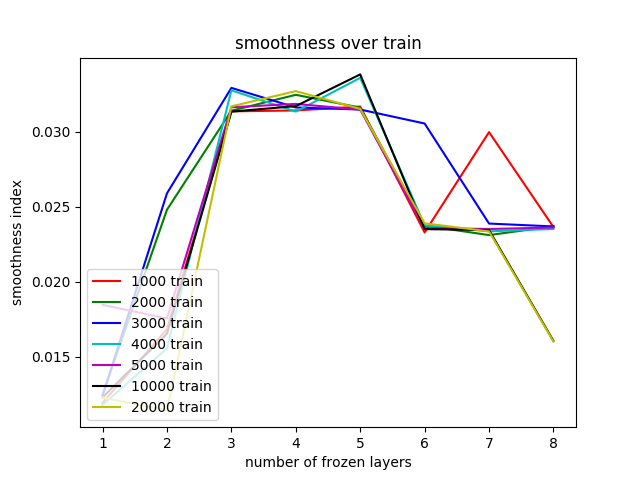 smoothness over train
smoothness index
0.030
0.025
0.020
0.015
1000 train
2000 train
3000 train
4000 train
5000 train
10000 train
20000 train
1 2 3 4 5 6 7 8
number of frozen layers